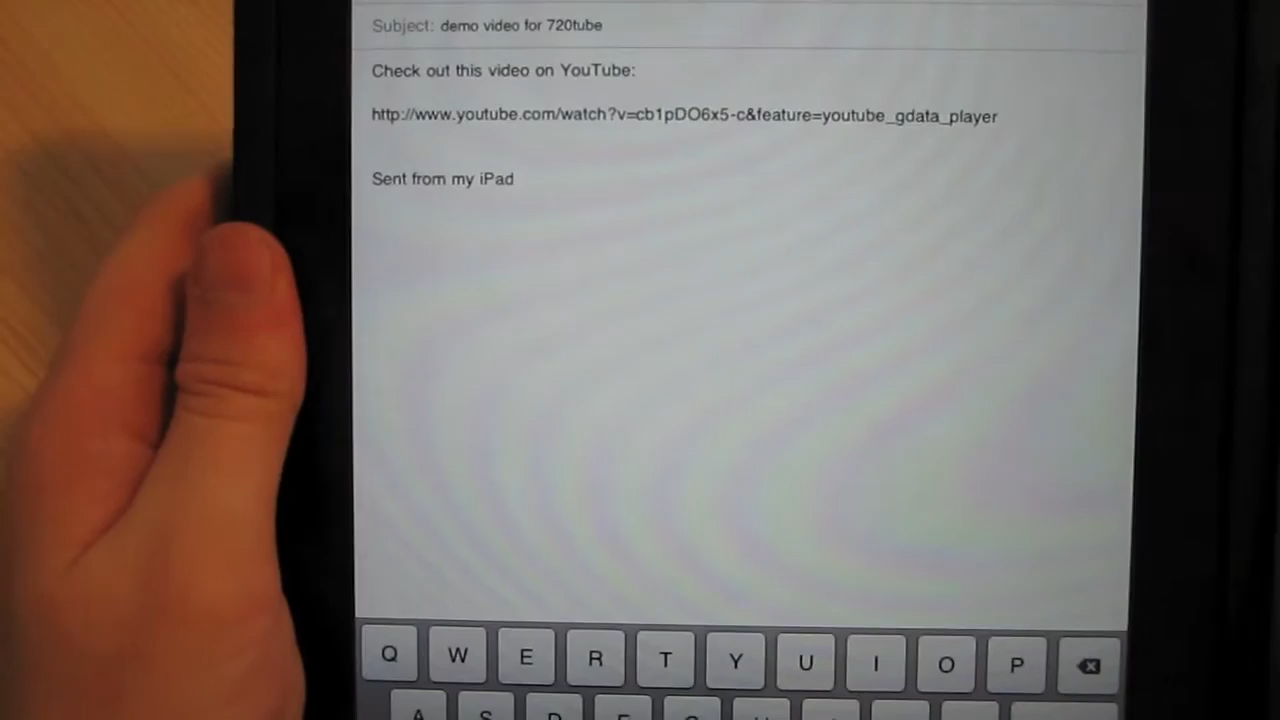 Subject: demo video for 720tube
Check out this video on YouTube:
http://www.youtube.com/watch?v=cb1pDO6x5-c&feature=youtube_gdata_player
Sent from my iPad
Q W E R T Y U I O P
A S D F G